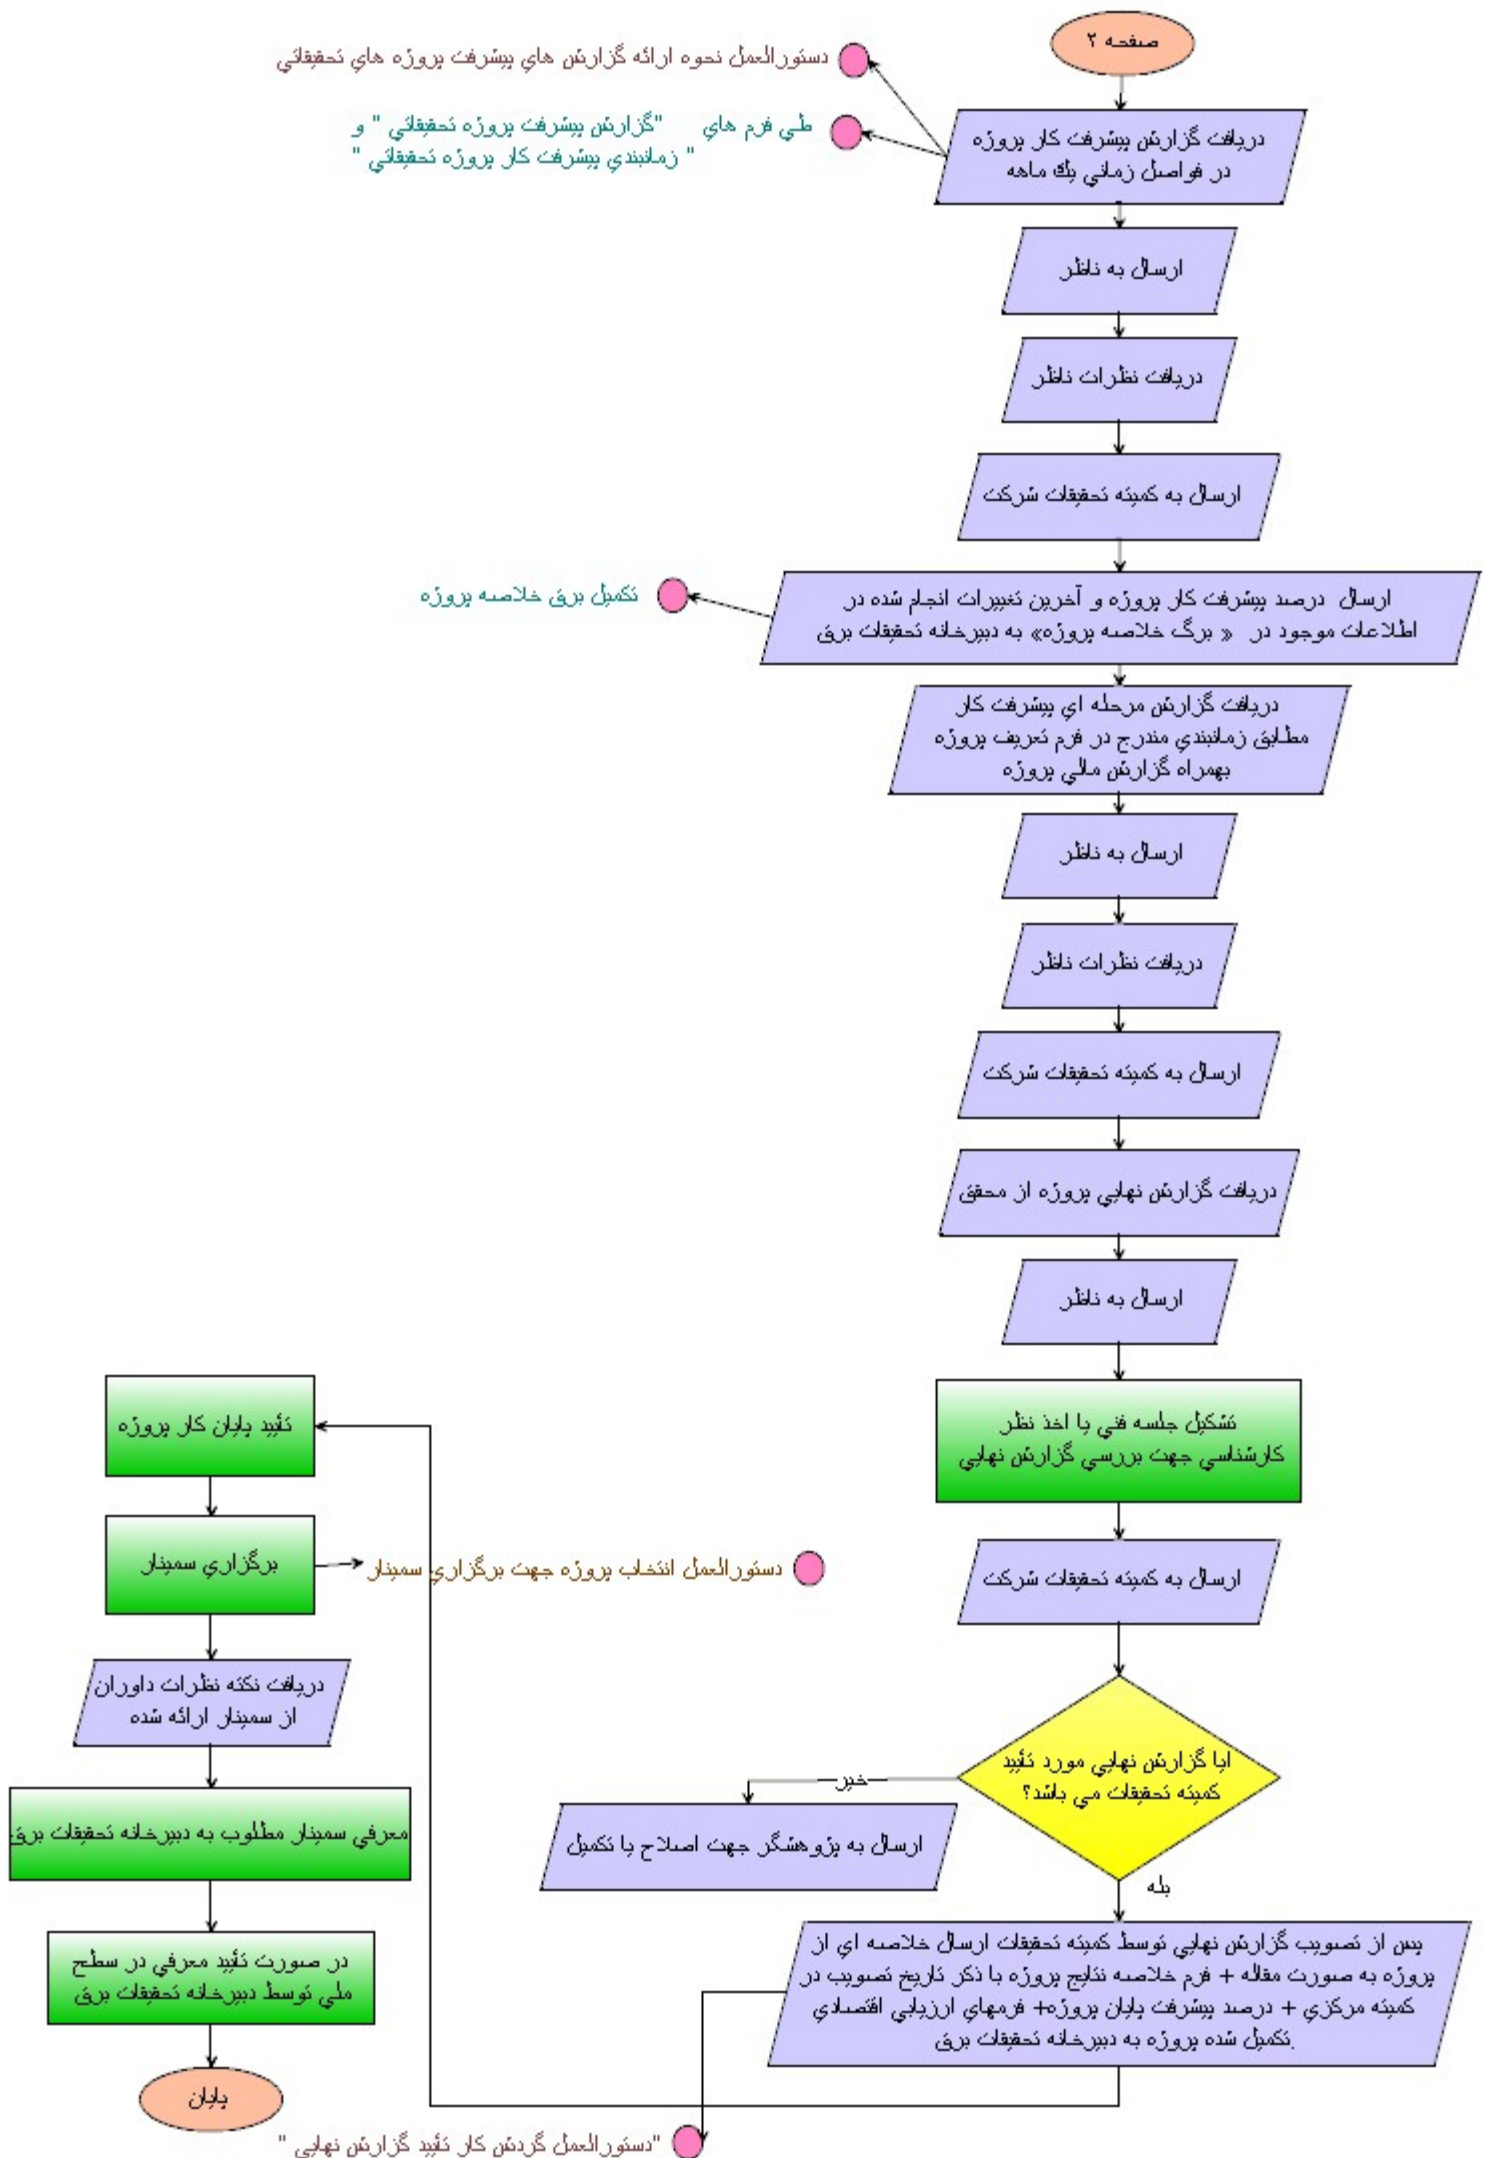 صفحه ۲
دستورالعمل نحوه ارائه گزارش هاي پيشرفت پروژه هاي تحقيقاتي
طي فرم هاي "گزارش پيشرفت پروژه تحقيقاتي " و
" زمانبندي پيشرفت كار پروژه تحقيقاتي "
دريافت گزارش پيشرفت كار پروژه
در فواصل زماني يك ماهه
ارسال به ناظر
دريافت نظرات ناظر
ارسال به كميته تحقيقات شركت
تكميل برق خلاصه پروژه
ارسال درصد پيشرفت كار پروژه و آخرين تغييرات انجام شده در
اطلاعات موجود در « برگ خلاصه پروژه» به دبيرخانه تحقيقات برق
دريافت گزارش مرحله اي پيشرفت كار
مطابق زمانبندي مندرج در فرم تعريف پروژه
بهمراه گزارش مالي پروژه
ارسال به ناظر
دريافت نظرات ناظر
ارسال به كميته تحقيقات شركت
دريافت گزارش نهايي پروژه از محقق
ارسال به ناظر
تشكيل جلسه فني يا اخذ نظر
كارشناسي جهت بررسي گزارش نهايي
ارسال به كميته تحقيقات شركت
ايا گزارش نهايي مورد تأييد
كميته تحقيقات مي باشد؟
خير
ارسال به پژوهشگر جهت اصلاح يا تكميل
بله
پس از تصويب گزارش نهايي توسط كميته تحقيقات ارسال خلاصه اي از
پروژه به صورت مقاله + فرم خلاصه نتايج پروژه با ذكر تاريخ تصويب در
كميته مركزي + درصد پيشرفت پايان پروژه+ فرمهاي ارزيابي اقتصادي
تكميل شده پروژه به دبيرخانه تحقيقات برق.
"دستورالعمل گردش كار تأييد گزارش نهايي "
تأييد پايان كار پروژه
برگزاري سمينار
دستورالعمل انتخاب پروژه جهت برگزاري سمينار
دريافت نكته نظرات داوران
از سمينار ارائه شده
معرفي سمينار مطلوب به دبيرخانه تحقيقات برق
در صورت تأييد معرفي در سطح
ملي توسط دبيرخانه تحقيقات برق
پايان